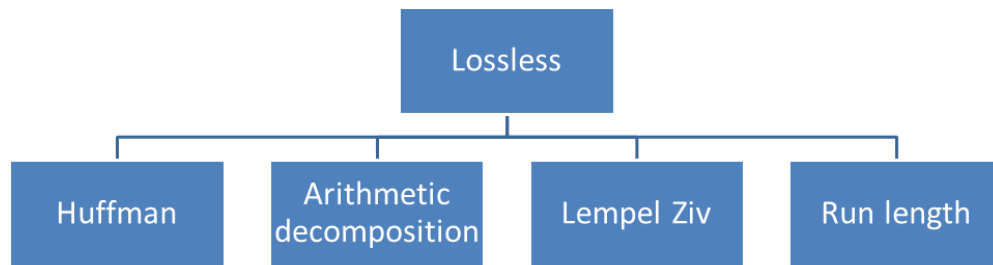 Lossless
Huffman
Arithmetic
decomposition
Lempel Ziv
Run length